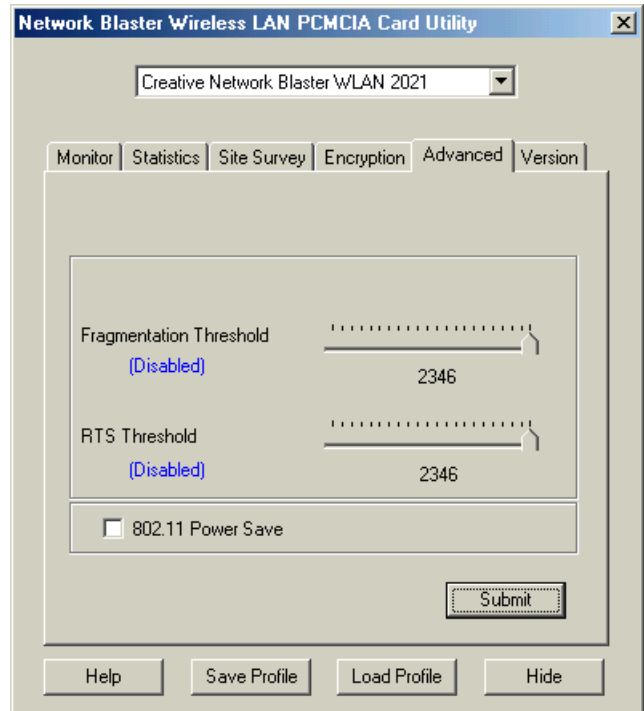 Network Blaster Wireless LAN PCMCIA Card Utility
Creative Network Blaster WLAN 2021
Monitor Statistics Site Survey Encryption Advanced Version
Fragmentation Threshold
(Disabled)
2346
RTS Threshold
(Disabled)
2346
802.11 Power Save
Submit
Help Save Profile Load Profile Hide